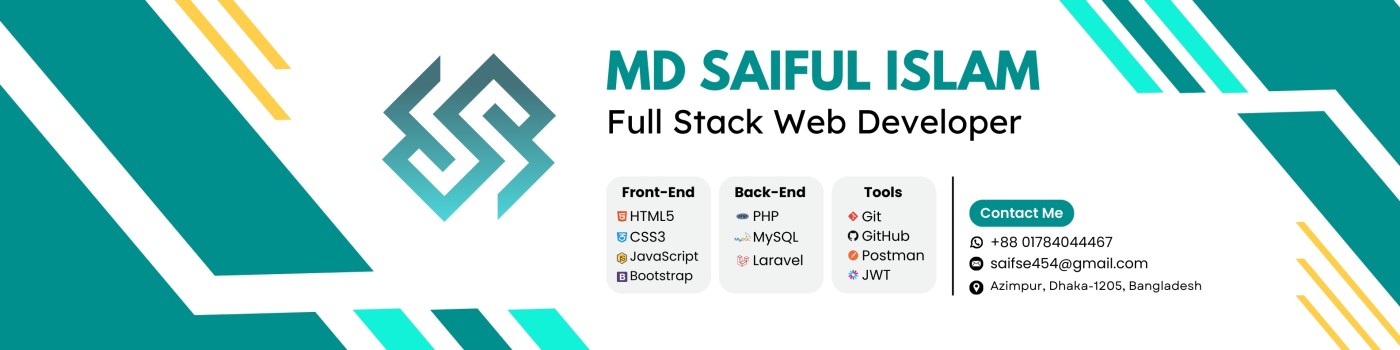 MD SAIFUL ISLAM
Full Stack Web Developer
Front-End
HTML5
CSS3
JavaScript
Bootstrap
Back-End
PHP
MySQL
Laravel
Tools
Git
GitHub
Postman
JWT
Contact Me
+88 01784044467
saifse454@gmail.com
Azimpur, Dhaka-1205, Bangladesh